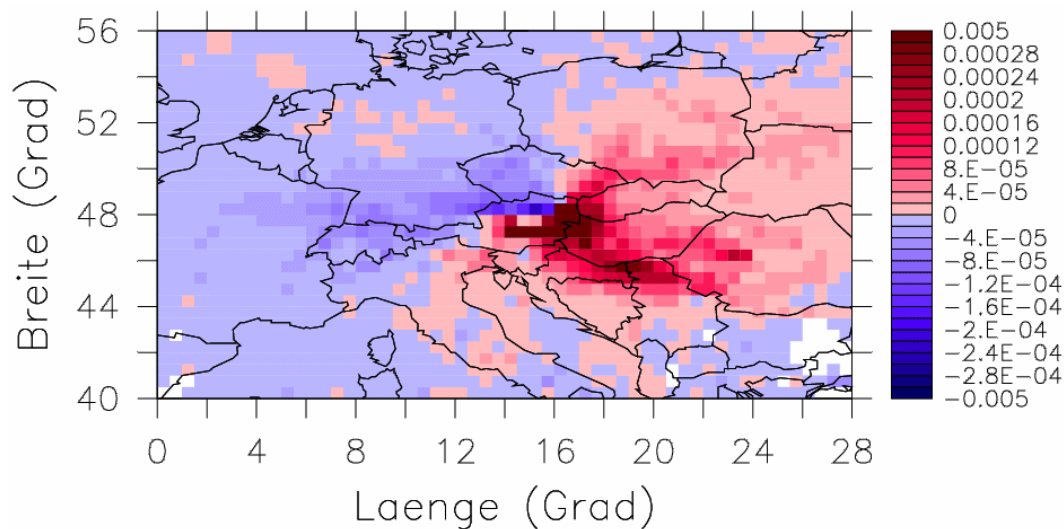 56
52
48
44
40
Breite (Grad)
0 4 8 12 16 20 24 28
Laenge (Grad)
0.005
0.00028
0.00024
0.0002
0.00016
0.00012
8.E-05
4.E-05
0
-4.E-05
-8.E-05
-1.2E-04
-1.6E-04
-2.E-04
-2.4E-04
-2.8E-04
-0.005